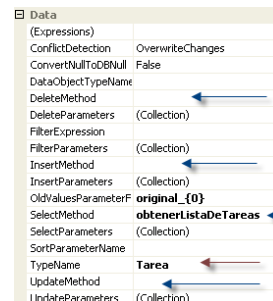 Data
(Expressions)
ConflictDetection OverwriteChanges
ConvertNullToDBNull False
DataObjectTypeName
DeleteMethod
DeleteParameters (Collection)
FilterExpression
FilterParameters (Collection)
InsertMethod
InsertParameters (Collection)
OldValuesParameterF original_{0}
SelectMethod obtenerListaDeTareas
SelectParameters (Collection)
SortParameterName
TypeName Tarea
UpdateMethod
UpdateParameters (Collection)